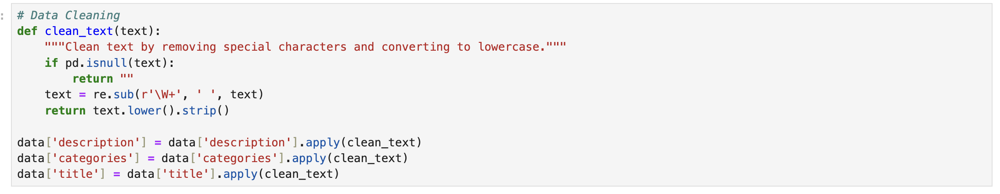 :
# Data Cleaning
def clean_text(text):
    """Clean text by removing special characters and converting to lowercase."""
    if pd.isnull(text):
        return ""
    text = re.sub(r'\W+', ' ', text)
    return text.lower().strip()

data['description'] = data['description'].apply(clean_text)
data['categories'] = data['categories'].apply(clean_text)
data['title'] = data['title'].apply(clean_text)